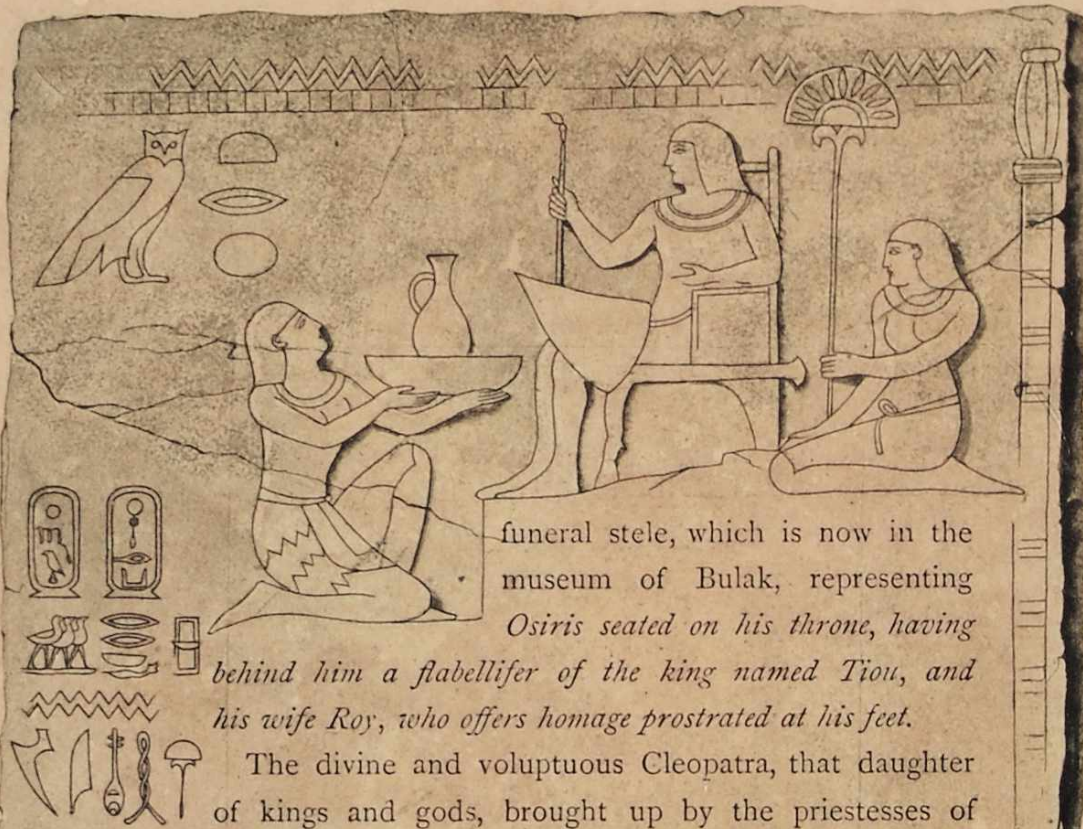 funeral stele, which is now in the
museum of Bulak, representing
Osiris seated on his throne, having
behind him a flabellifer of the king named Tiou, and
his wife Roy, who offers homage prostrated at his feet.
The divine and voluptuous Cleopatra, that daughter
of kings and gods, brought up by the priestesses of